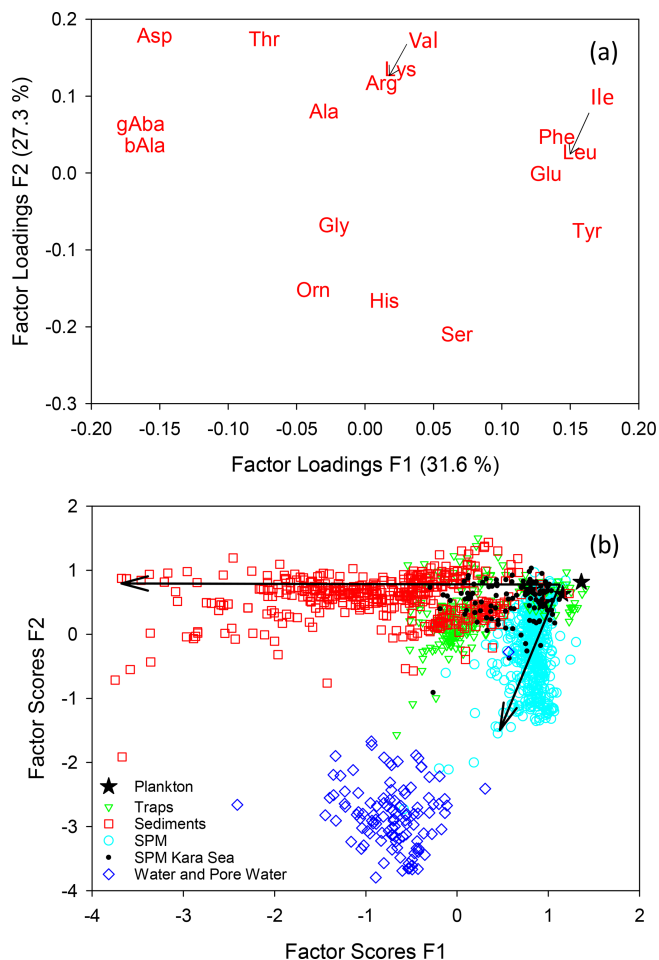 0.2
0.1
0.0
-0.1
-0.2
-0.3
Factor Loadings F2 (27.3 %)
(a)
Asp
Thr
Val
Lys
Arg
Ile
Ala
gAba
bAla
Phe
Leu
Glu
Gly
Tyr
Orn
His
Ser
-0.20 -0.15 -0.10 -0.05 0.00 0.05 0.10 0.15 0.20
Factor Loadings F1 (31.6 %)
2
1
0
-1
-2
-3
-4
Factor Scores F2
(b)
Plankton
Traps
Sediments
SPM
SPM Kara Sea
Water and Pore Water
-4 -3 -2 -1 0 1 2
Factor Scores F1